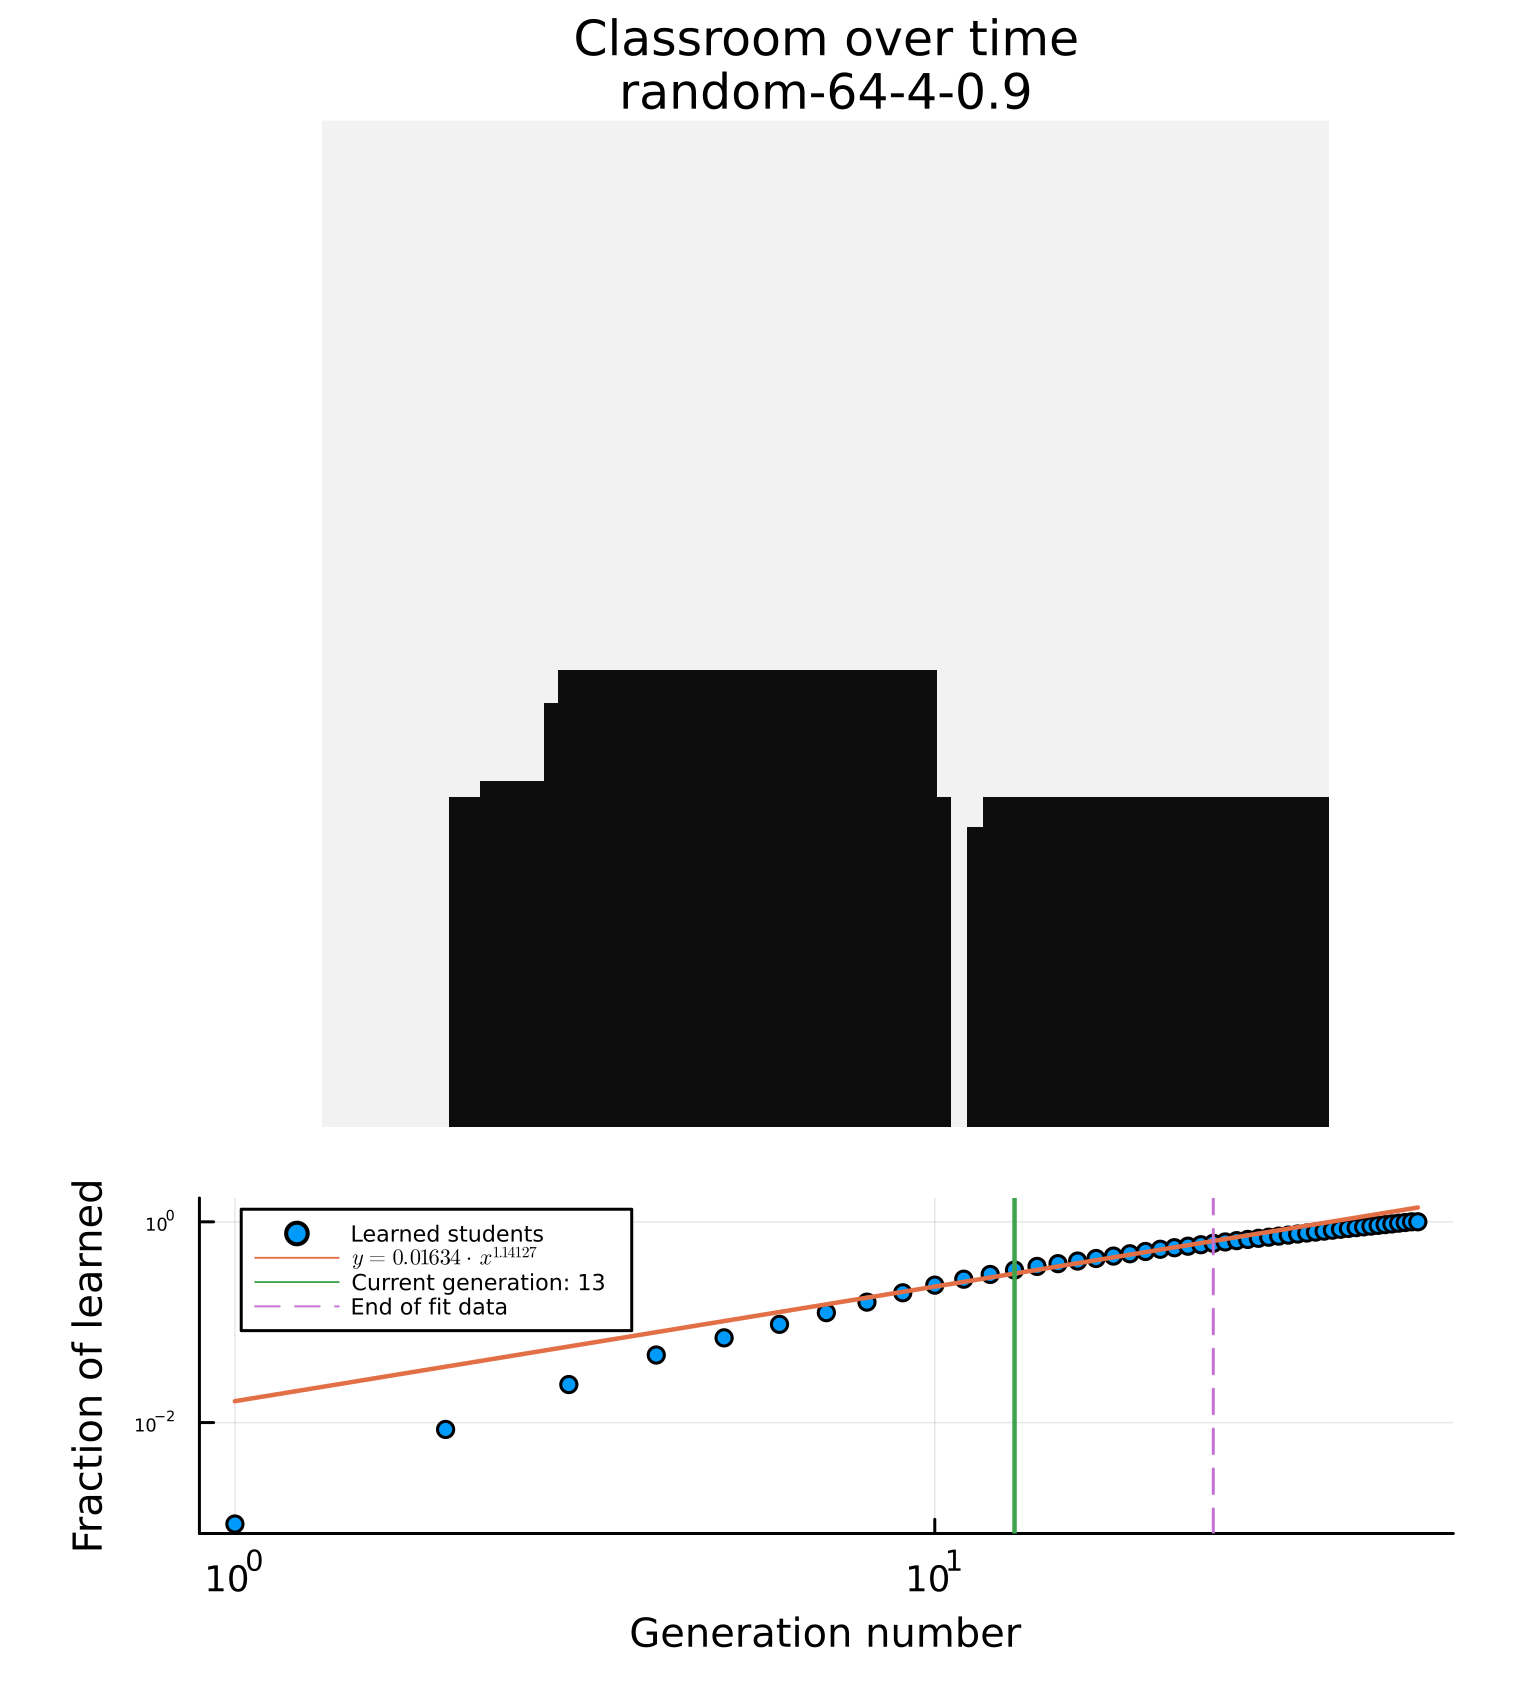 Classroom over time
random-64-4-0.9
Fraction of learned
10^0
10^-2
Learned students
y = 0.01634 · x^1.14127
Current generation: 13
End of fit data
10^0
10^1
Generation number